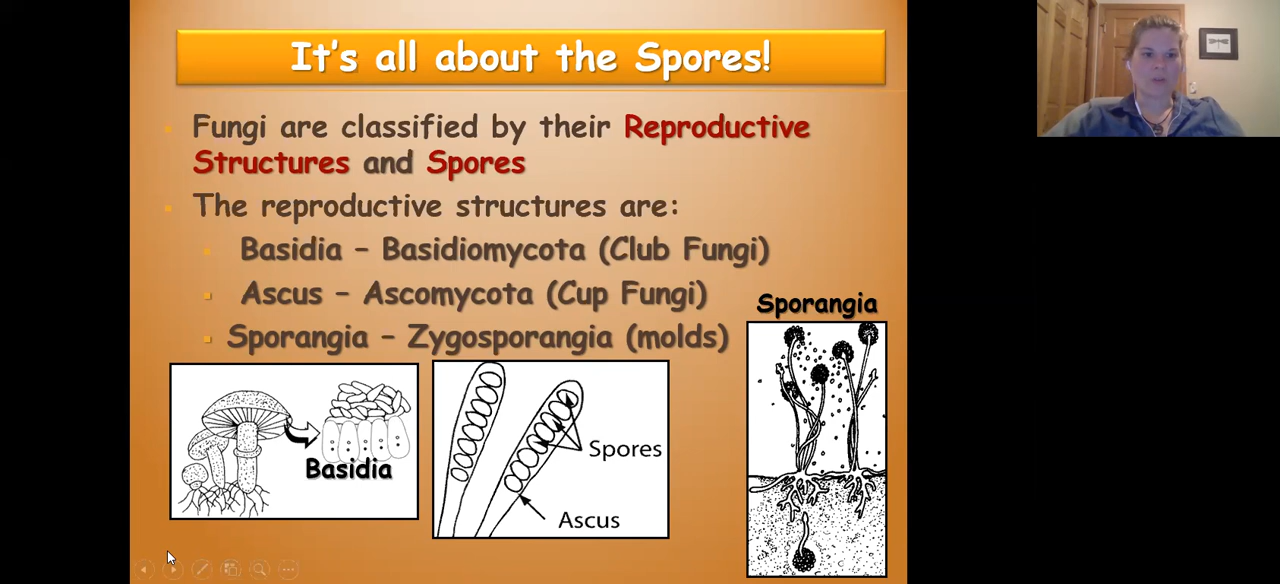 It's all about the Spores!
Fungi are classified by their Reproductive
Structures and Spores
The reproductive structures are:
Basidia – Basidiomycota (Club Fungi)
Ascus – Ascomycota (Cup Fungi)
Sporangia – Zygosporangia (molds)
Sporangia
Basidia
Spores
Ascus